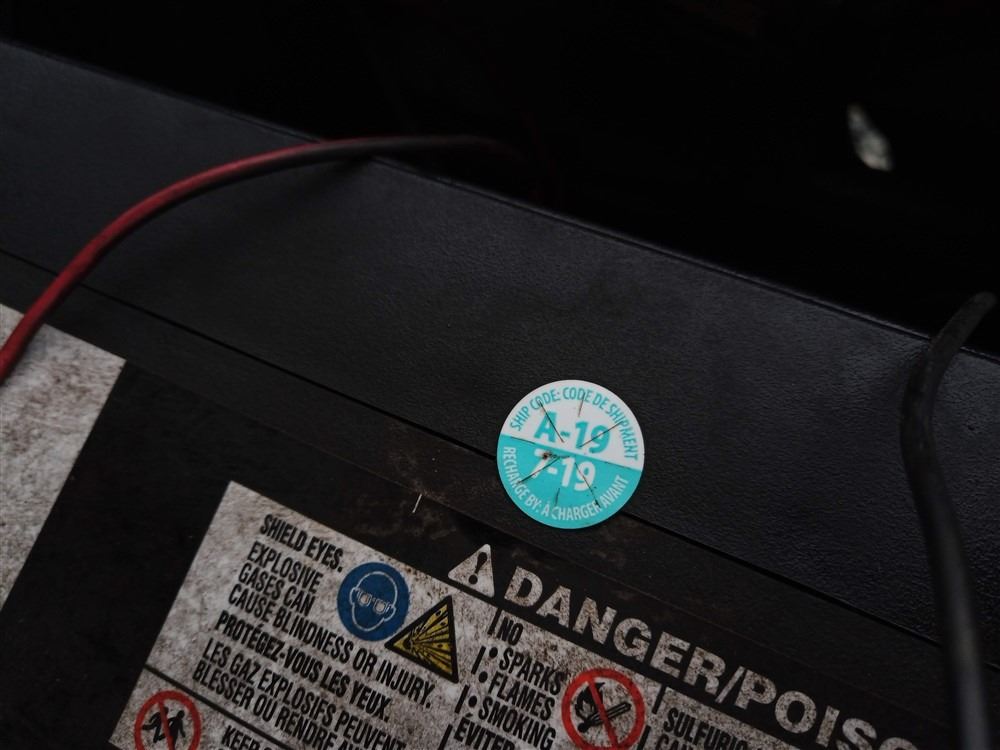 SHIP CODE: CODE DE SHIPMENT
A-19
7-19
RECHARGE BY: À CHARGER AVANT
SHIELD EYES.
EXPLOSIVE
GASES CAN
CAUSE BLINDNESS OR INJURY.
PROTÉGEZ-VOUS LES YEUX.
LES GAZ EXPLOSIFS PEUVENT
BLESSER OU RENDRE
KEEP
DANGER/POIS
NO
• SPARKS
• FLAMES
• SMOKING
ÉVITER
SULFURIC